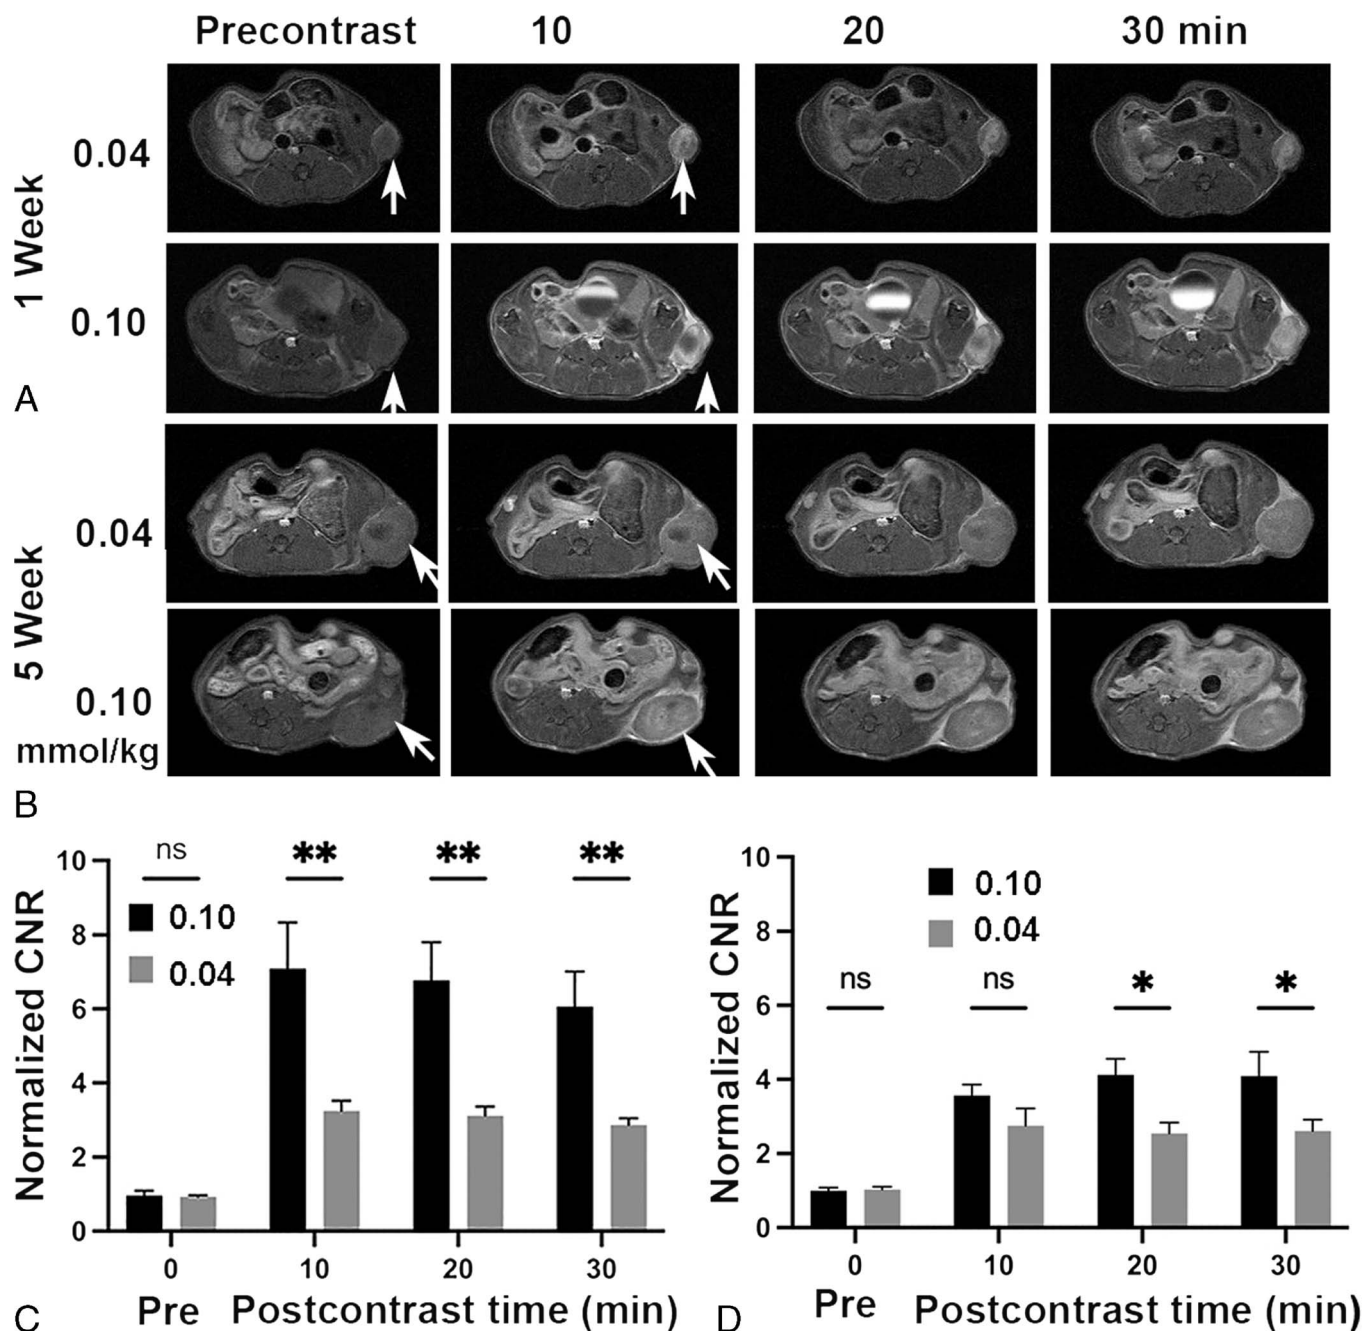 Precontrast 10 20 30 min
1 Week
0.04
0.10
A
5 Week
0.04
0.10
mmol/kg
B
Normalized CNR
10
8
6
4
2
0
ns ** ** **
0.10
0.04
0 10 20 30
Pre Postcontrast time (min)
C
Normalized CNR
10
8
6
4
2
0
0.10
0.04
ns ns * *
0 10 20 30
Pre Postcontrast time (min)
D